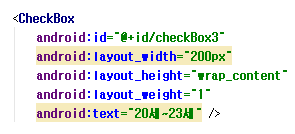 <CheckBox
android:id="@+id/checkBox3"
android:layout_width="200px"
android:layout_height="wrap_content"
android:layout_weight="1"
android:text="20세~23세" />